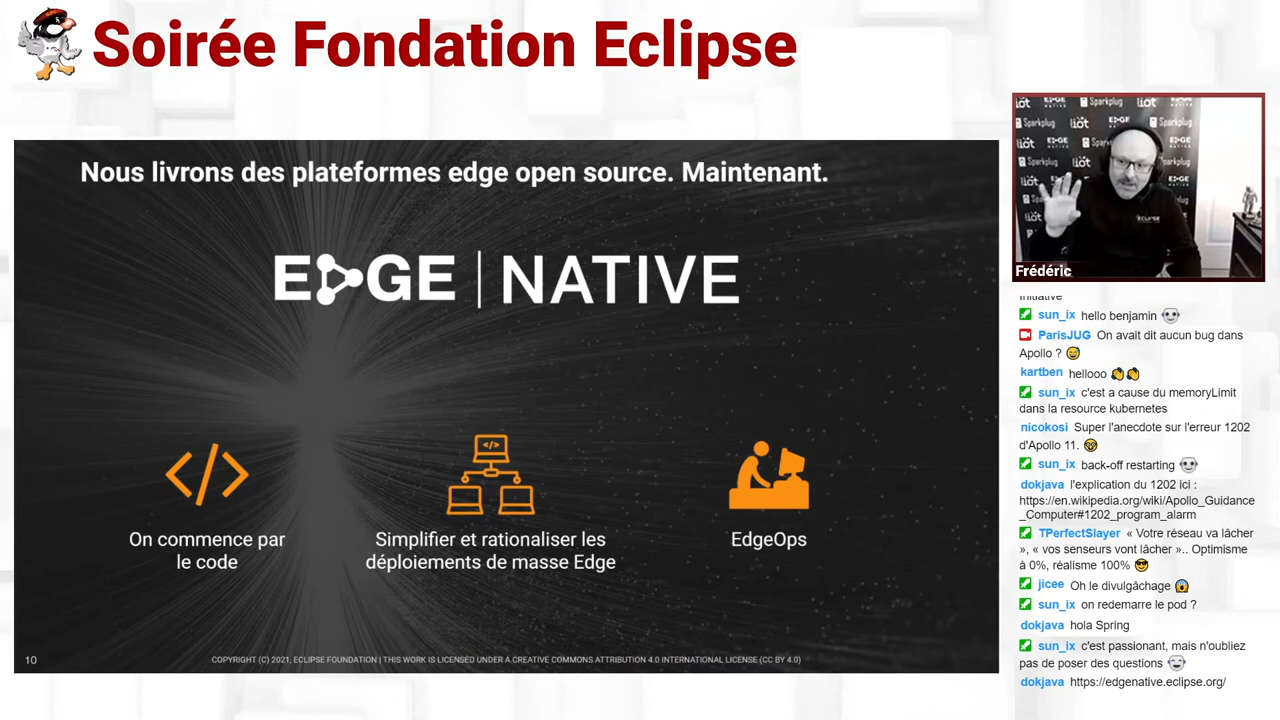 Soirée Fondation Eclipse
Nous livrons des plateformes edge open source. Maintenant.
EDGE | NATIVE
On commence par
le code
Simplifier et rationaliser les
déploiements de masse Edge
EdgeOps
10
COPYRIGHT (C) 2021, ECLIPSE FOUNDATION | THIS WORK IS LICENSED UNDER A CREATIVE COMMONS ATTRIBUTION 4.0 INTERNATIONAL LICENSE (CC BY 4.0)
Sparkplug
iiot
EDGE NATIVE
ECLIPSE
Frédéric
Initiative
sun_ix hello benjamin
ParisJUG On avait dit aucun bug dans
Apollo ?
kartben hellooo
sun_ix c'est a cause du memoryLimit
dans la resource kubernetes
nicokosi Super l'anecdote sur l'erreur 1202
d'Apollo 11.
sun_ix back-off restarting
dokjava l'explication du 1202 ici :
https://en.wikipedia.org/wiki/Apollo_Guidance
_Computer#1202_program_alarm
TPerfectSlayer « Votre réseau va lâcher
», « vos senseurs vont lâcher ».. Optimisme
à 0%, réalisme 100%
jicee Oh le divulgâchage
sun_ix on redemarre le pod ?
dokjava hola Spring
sun_ix c'est passionant, mais n'oubliez
pas de poser des questions
dokjava https://edgenative.eclipse.org/